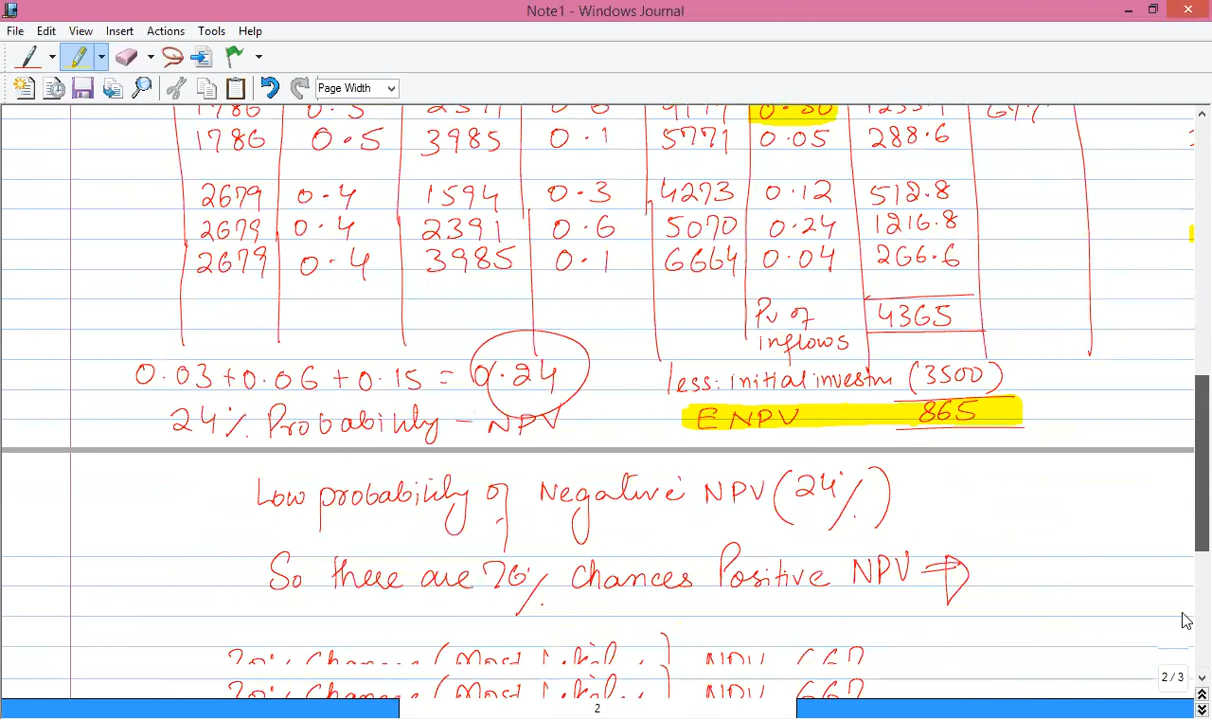 Note1 - Windows Journal
File Edit View Insert Actions Tools Help
Page Width
1786 0.5 3985 0.1 5771 0.05 288.6
2679 0.4 1594 0.3 4273 0.12 512.8
2679 0.4 2391 0.6 5070 0.24 1216.8
2679 0.4 3985 0.1 6664 0.04 266.6
Pv of 4365
inflows
0.03+0.06+0.15 = 0.24
less: initial investm (3500)
24% Probability - NPV
ENPV 865
Low probability of Negative NPV (24%)
So there are 76% Chances Positive NPV ⇒
2/3
2